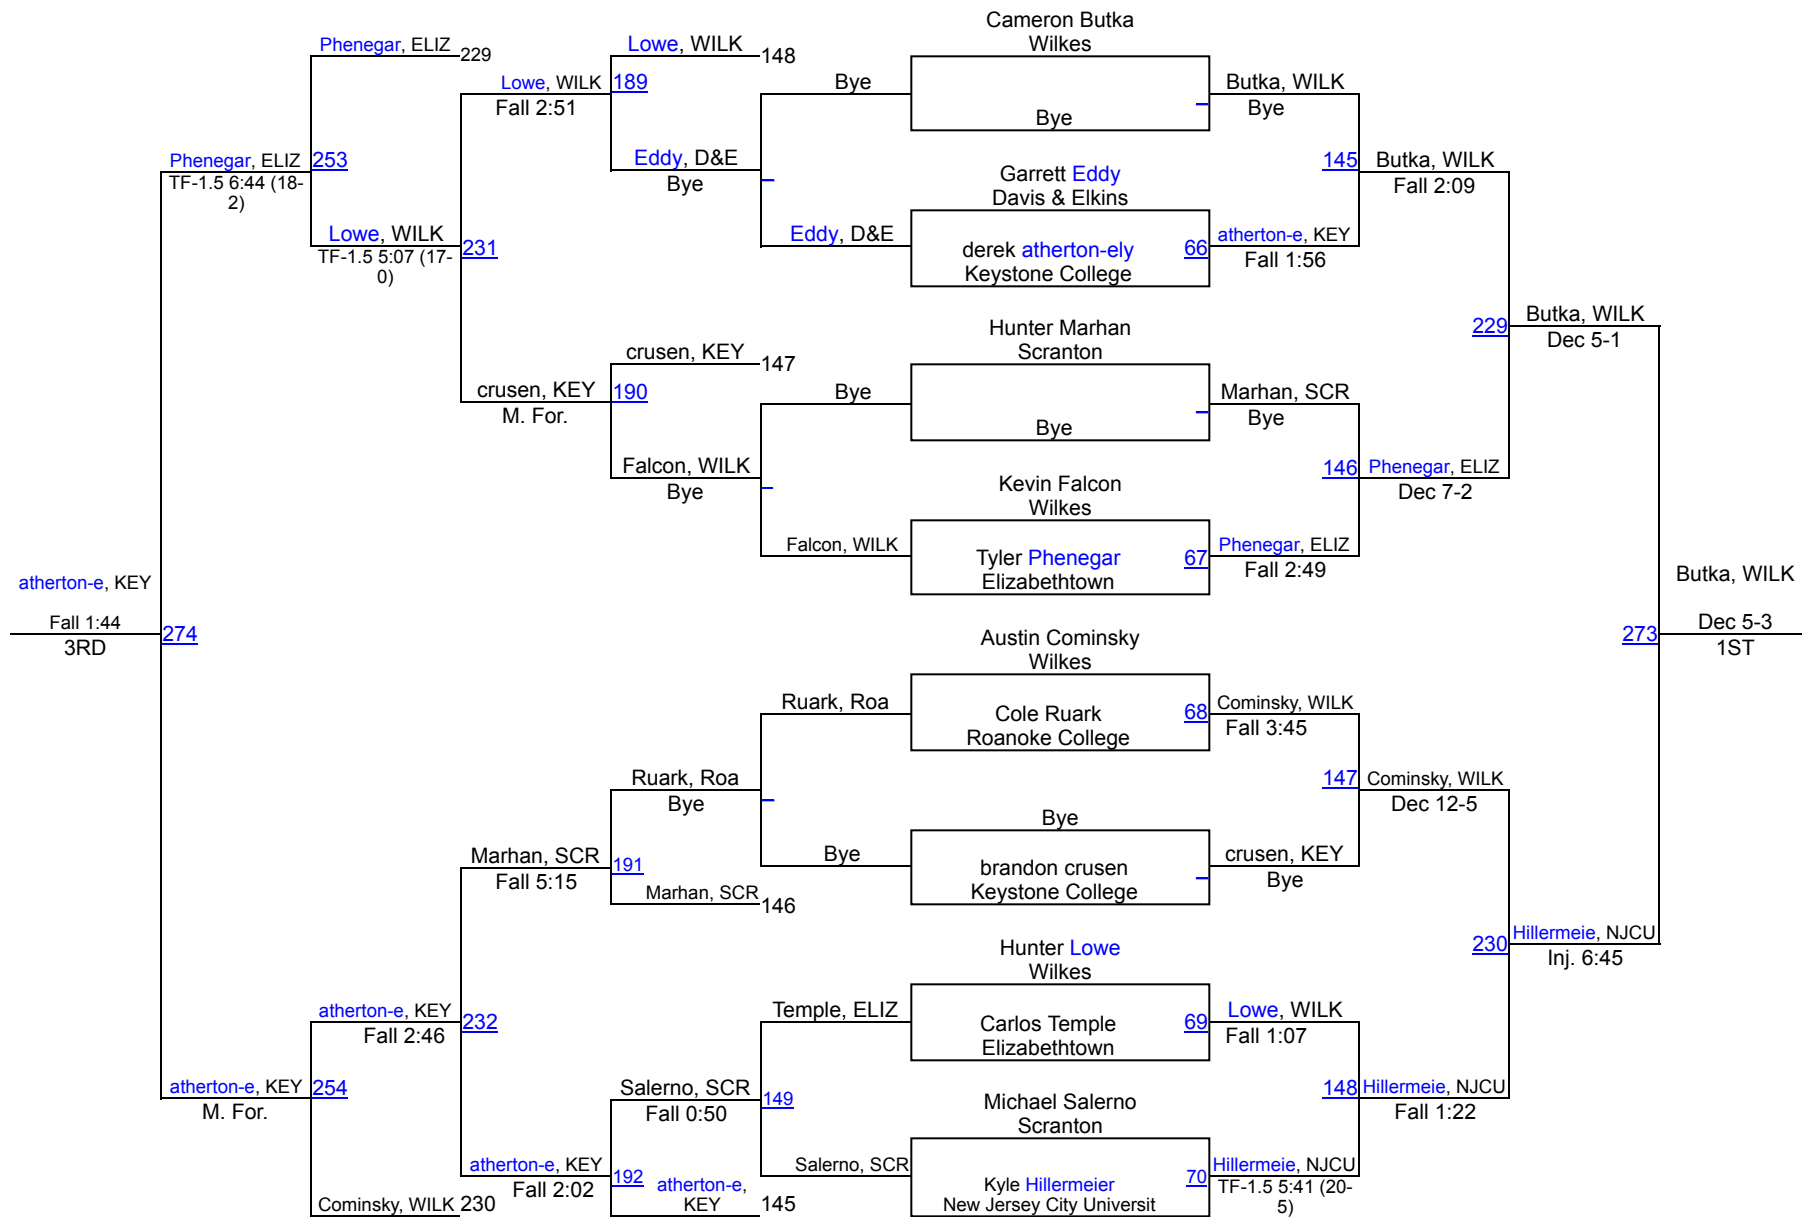 Cameron Butka
Wilkes
Phenegar, ELIZ
229
Lowe, WILK
148
Lowe, WILK
189
Fall 2:51
Bye
Bye
Butka, WILK
Bye
Phenegar, ELIZ
253
TF-1.5 6:44 (18-
2)
Eddy, D&E
Bye
Garrett Eddy
Davis & Elkins
145
Butka, WILK
Fall 2:09
Lowe, WILK
231
TF-1.5 5:07 (17-
0)
Eddy, D&E
derek atherton-ely
Keystone College
66
atherton-e, KEY
Fall 1:56
Hunter Marhan
Scranton
229
Butka, WILK
Dec 5-1
crusen, KEY
147
crusen, KEY
190
M. For.
Bye
Bye
Marhan, SCR
Bye
Falcon, WILK
Bye
Kevin Falcon
Wilkes
146
Phenegar, ELIZ
Dec 7-2
Falcon, WILK
Tyler Phenegar
Elizabethtown
67
Phenegar, ELIZ
Fall 2:49
atherton-e, KEY
Fall 1:44
3RD
274
Butka, WILK
273
Dec 5-3
1ST
Austin Cominsky
Wilkes
Ruark, Roa
Cole Ruark
Roanoke College
68
Cominsky, WILK
Fall 3:45
Ruark, Roa
Bye
147
Cominsky, WILK
Dec 12-5
Bye
Marhan, SCR
191
Fall 5:15
Bye
brandon crusen
Keystone College
crusen, KEY
Bye
Marhan, SCR
146
Hunter Lowe
Wilkes
230
Hillermeie, NJCU
Inj. 6:45
atherton-e, KEY
232
Fall 2:46
Temple, ELIZ
Carlos Temple
Elizabethtown
69
Lowe, WILK
Fall 1:07
atherton-e, KEY
254
M. For.
Salerno, SCR
149
Fall 0:50
Michael Salerno
Scranton
148
Hillermeie, NJCU
Fall 1:22
atherton-e, KEY
192
Fall 2:02
Salerno, SCR
Kyle Hillermeier
New Jersey City Universit
70
Hillermeie, NJCU
TF-1.5 5:41 (20-
5)
Cominsky, WILK
230
atherton-e,
KEY
145